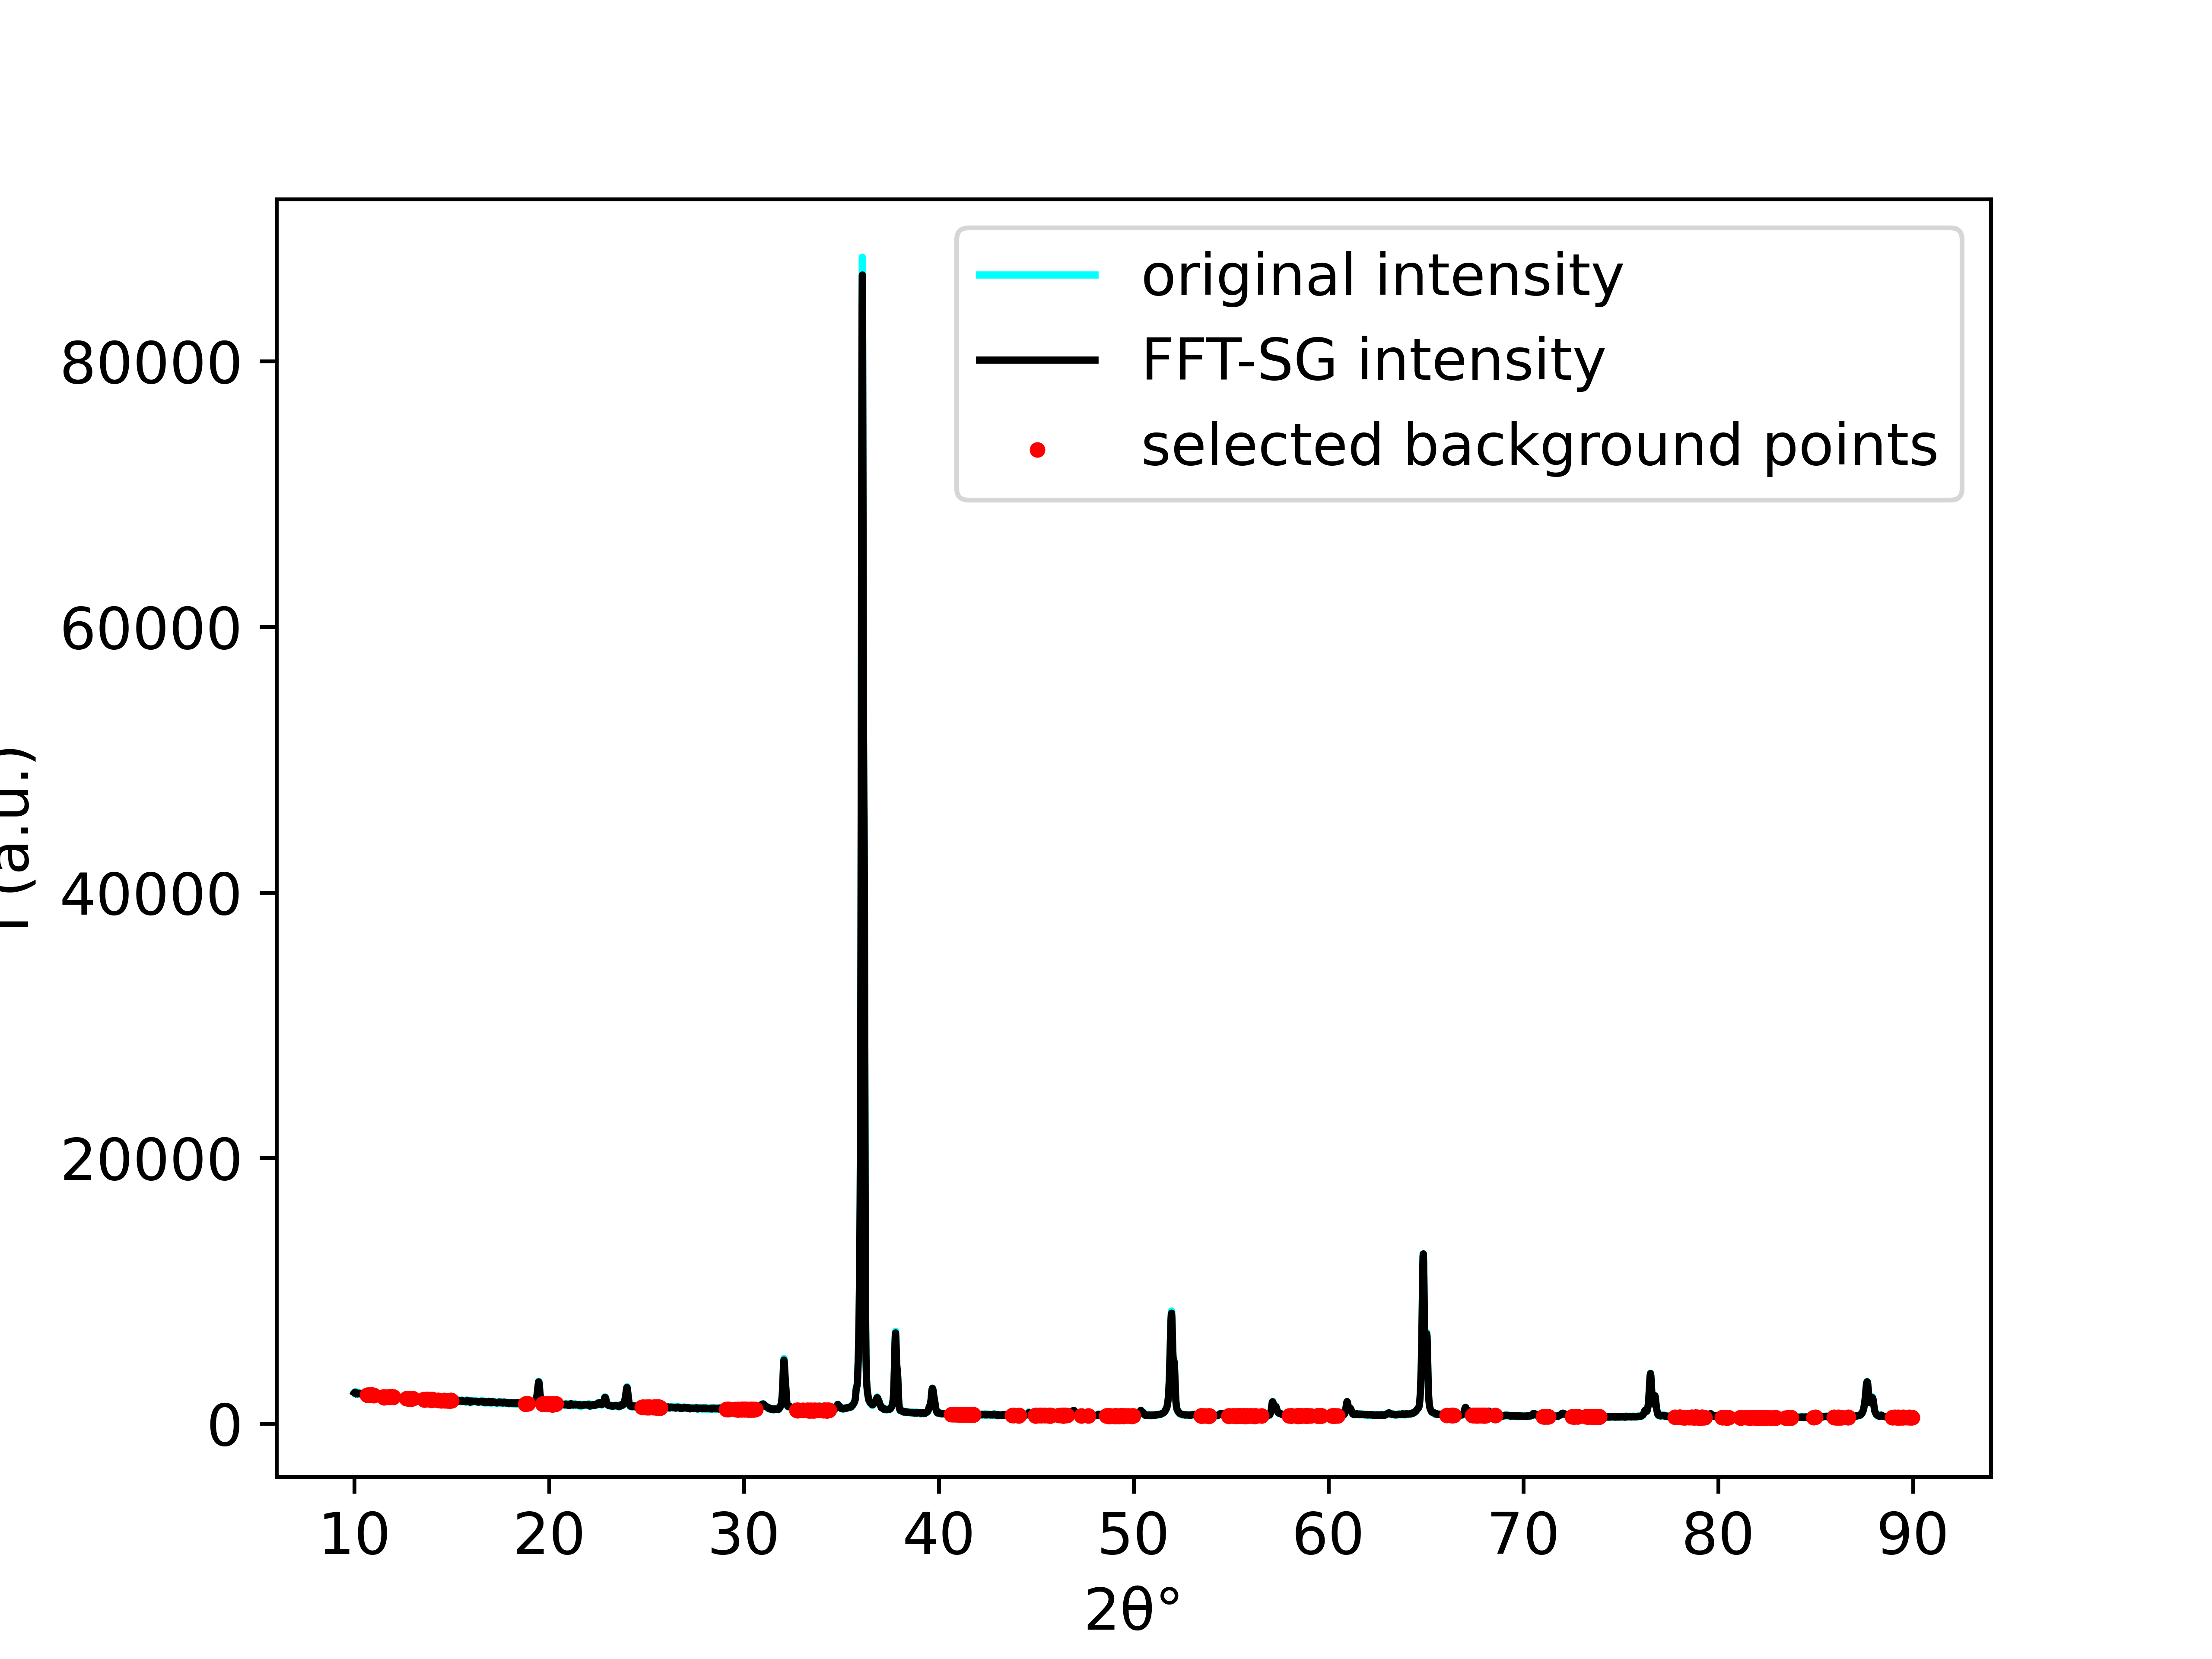 original intensity
FFT-SG intensity
selected background points
80000
60000
40000
20000
0
I (a.u.)
10 20 30 40 50 60 70 80 90
2θ°